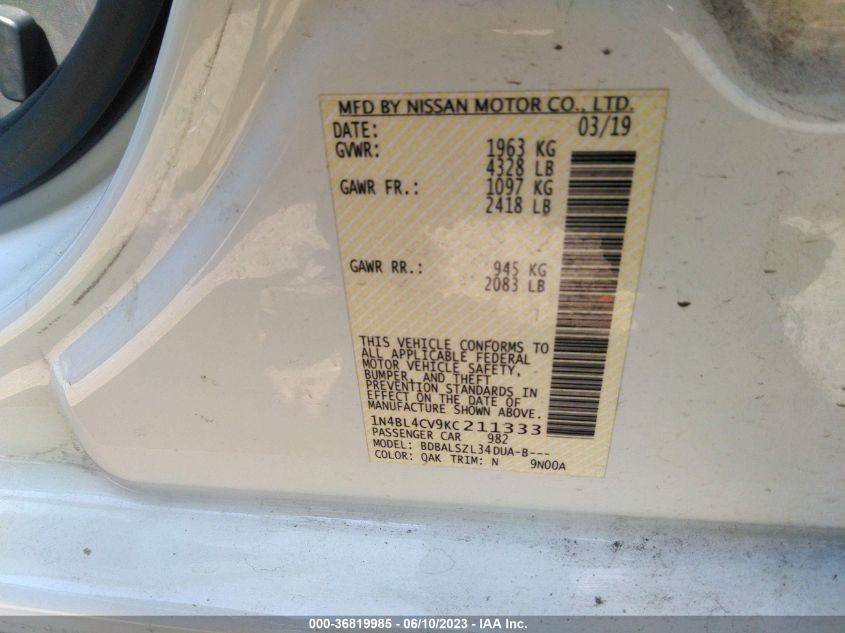 MFD BY NISSAN MOTOR CO., LTD.
DATE: 03/19
GVWR: 1963 KG
4328 LB
GAWR FR.: 1097 KG
2418 LB
GAWR RR.: 945 KG
2083 LB
THIS VEHICLE CONFORMS TO
ALL APPLICABLE FEDERAL
MOTOR VEHICLE SAFETY,
BUMPER, AND THEFT
PREVENTION STANDARDS IN
EFFECT ON THE DATE OF
MANUFACTURE SHOWN ABOVE.
1N4BL4CV9KC211333
PASSENGER CAR 982
MODEL: BDBALSZL34DUA-B---
COLOR: QAK TRIM: N 9N00A
000-36819985 - 06/10/2023 - IAA Inc.